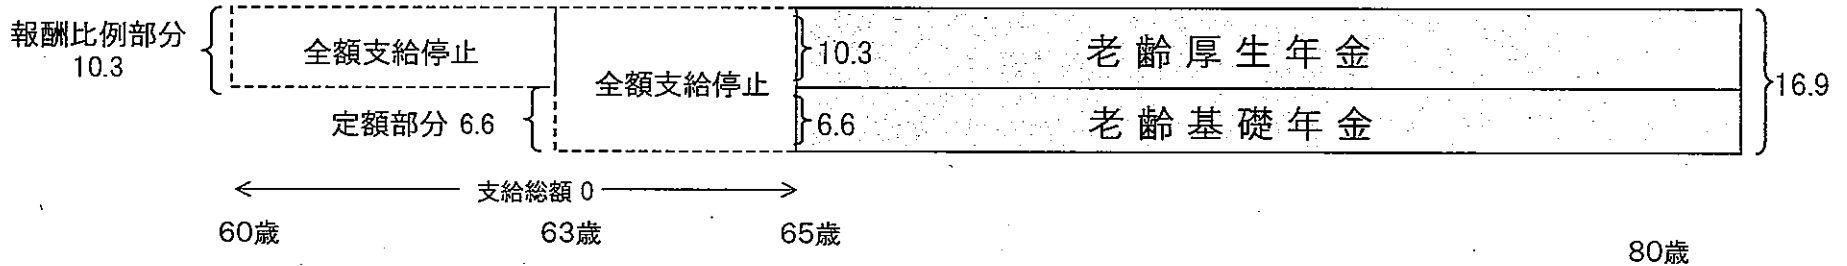 報酬比例部分
10.3
全額支給停止
全額支給停止
10.3
老齢厚生年金
16.9
定額部分 6.6
6.6
老齢基礎年金
支給総額 0
60歳
63歳
65歳
80歳